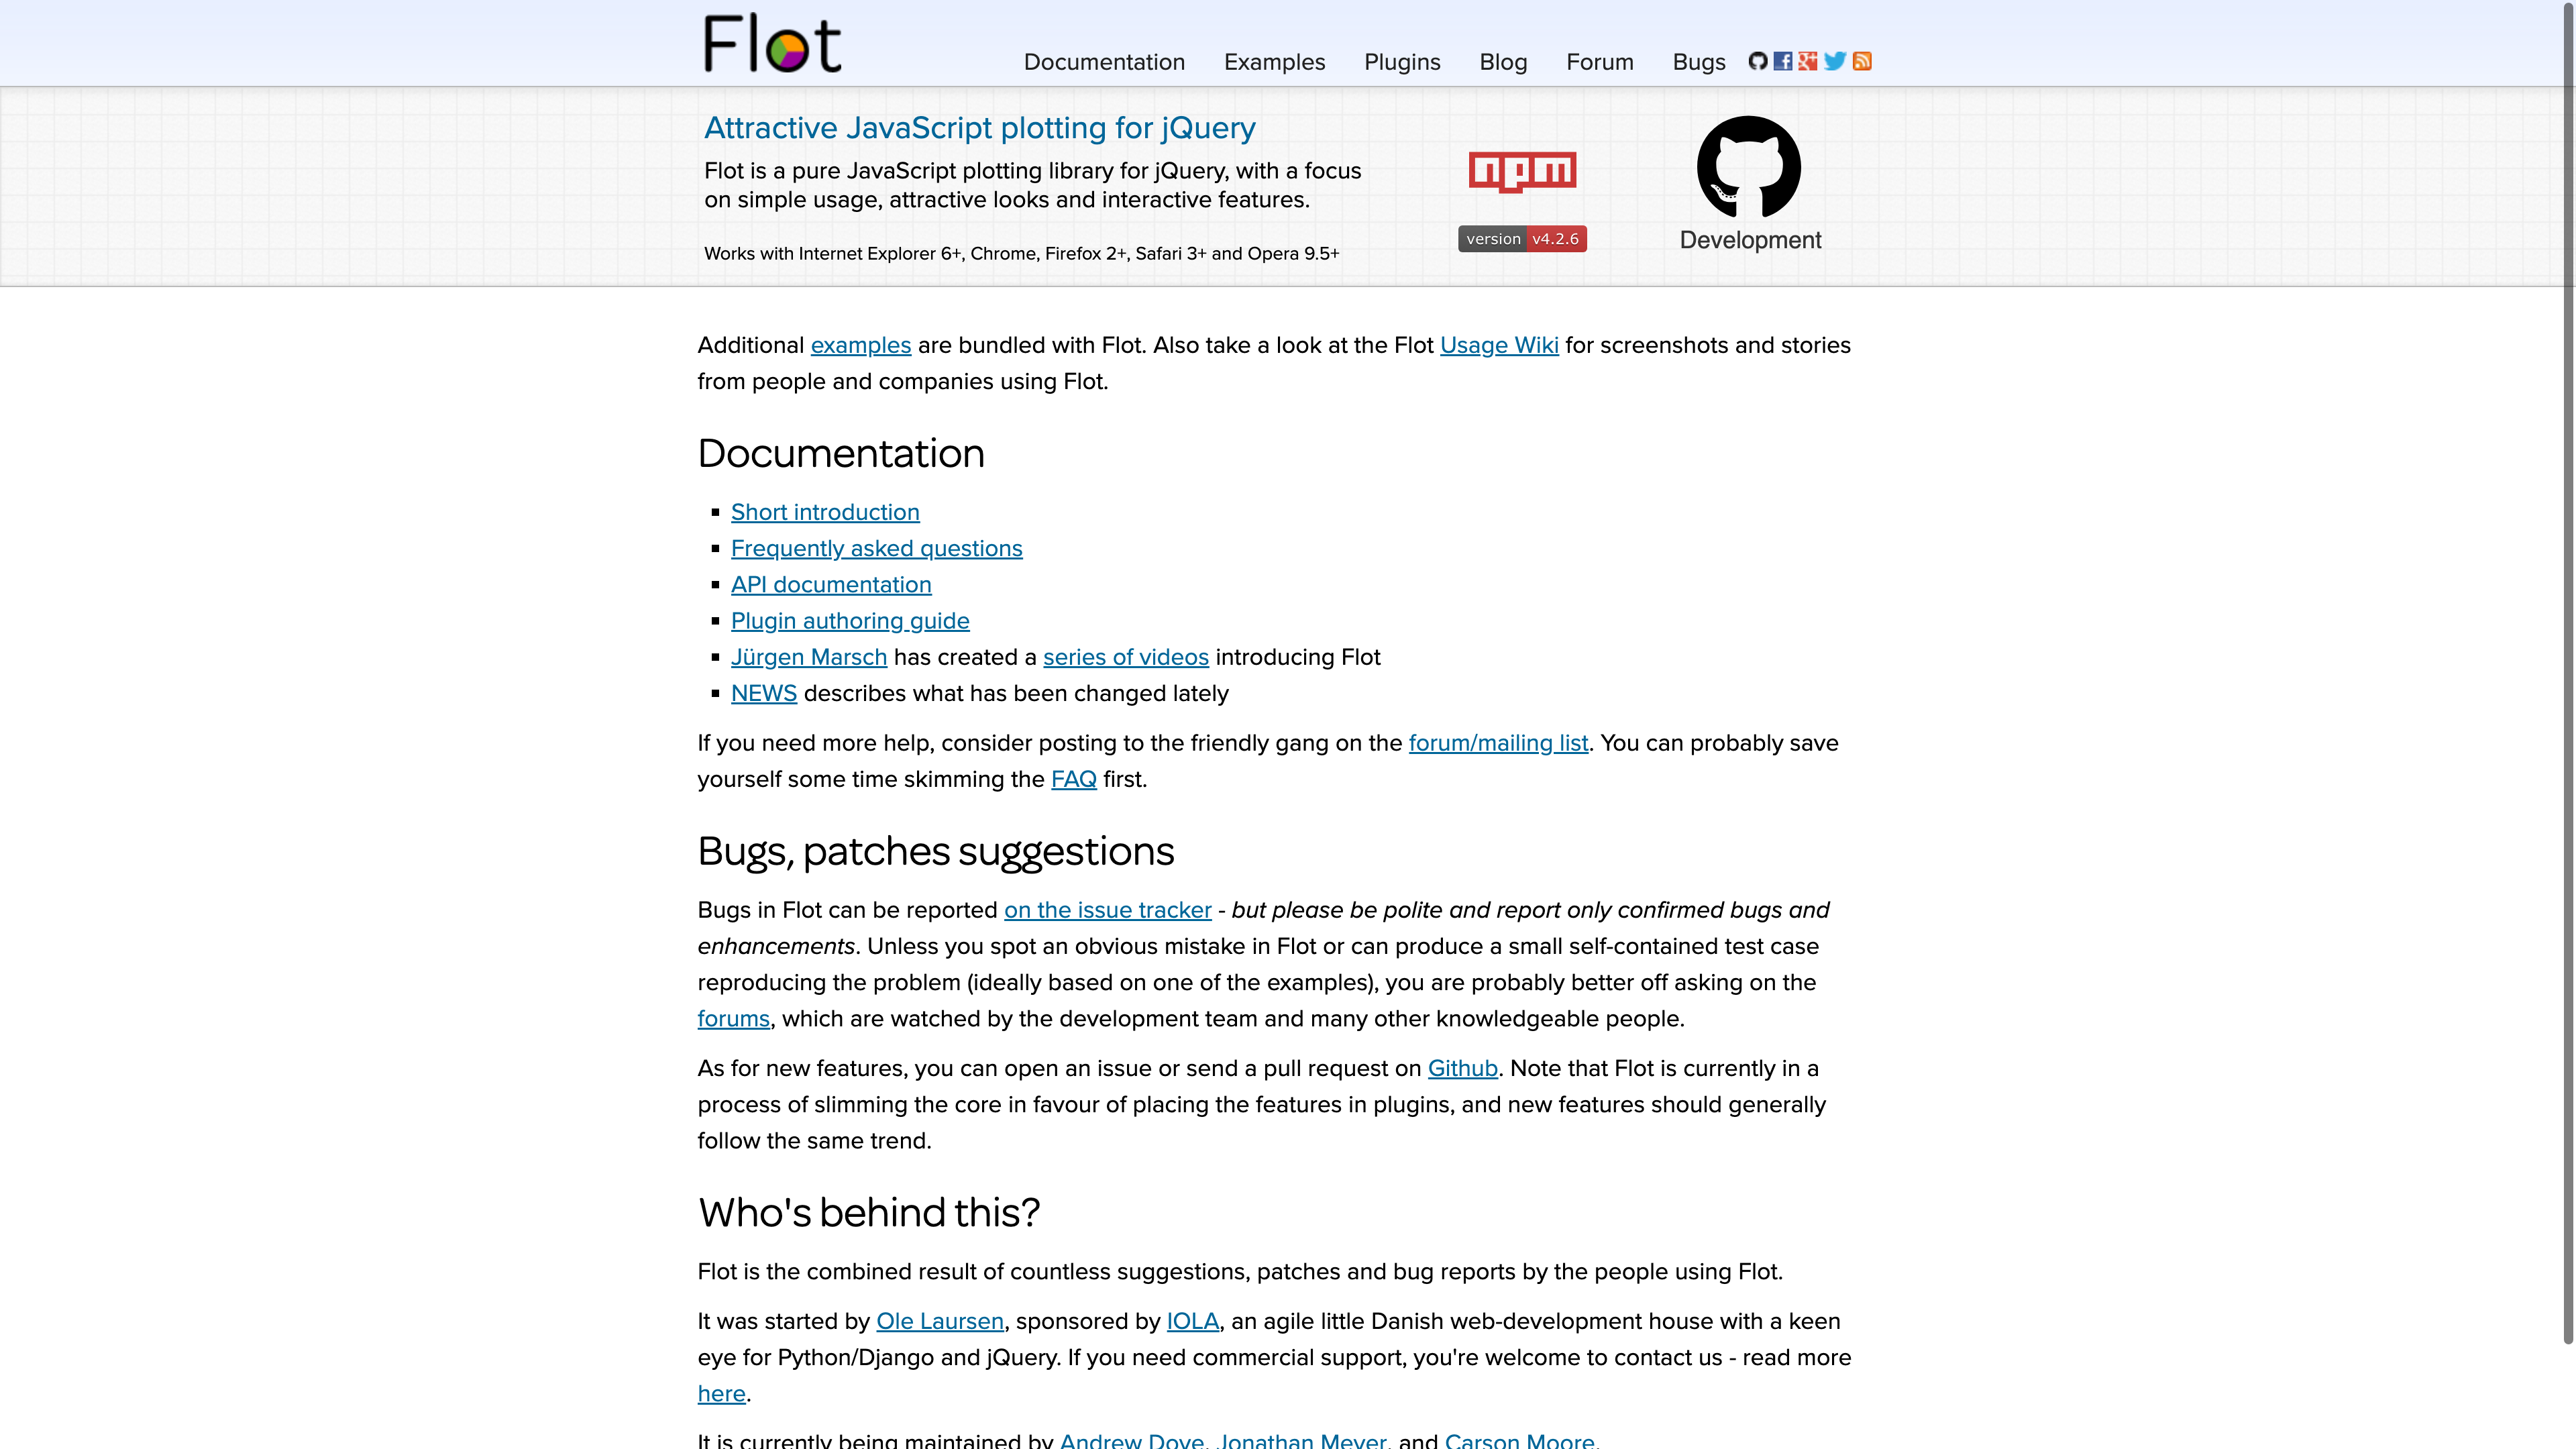 Flot
Documentation Examples Plugins Blog Forum Bugs
Attractive JavaScript plotting for jQuery
Flot is a pure JavaScript plotting library for jQuery, with a focus
on simple usage, attractive looks and interactive features.
Works with Internet Explorer 6+, Chrome, Firefox 2+, Safari 3+ and Opera 9.5+
npm
version v4.2.6
Development
Additional examples are bundled with Flot. Also take a look at the Flot Usage Wiki for screenshots and stories
from people and companies using Flot.
Documentation
Short introduction
Frequently asked questions
API documentation
Plugin authoring guide
Jürgen Marsch has created a series of videos introducing Flot
NEWS describes what has been changed lately
If you need more help, consider posting to the friendly gang on the forum/mailing list. You can probably save
yourself some time skimming the FAQ first.
Bugs, patches suggestions
Bugs in Flot can be reported on the issue tracker - but please be polite and report only confirmed bugs and
enhancements. Unless you spot an obvious mistake in Flot or can produce a small self-contained test case
reproducing the problem (ideally based on one of the examples), you are probably better off asking on the
forums, which are watched by the development team and many other knowledgeable people.
As for new features, you can open an issue or send a pull request on Github. Note that Flot is currently in a
process of slimming the core in favour of placing the features in plugins, and new features should generally
follow the same trend.
Who's behind this?
Flot is the combined result of countless suggestions, patches and bug reports by the people using Flot.
It was started by Ole Laursen, sponsored by IOLA, an agile little Danish web-development house with a keen
eye for Python/Django and jQuery. If you need commercial support, you're welcome to contact us - read more
here.
It is currently being maintained by Andrew Dove, Jonathan Meyer, and Carson Moore.